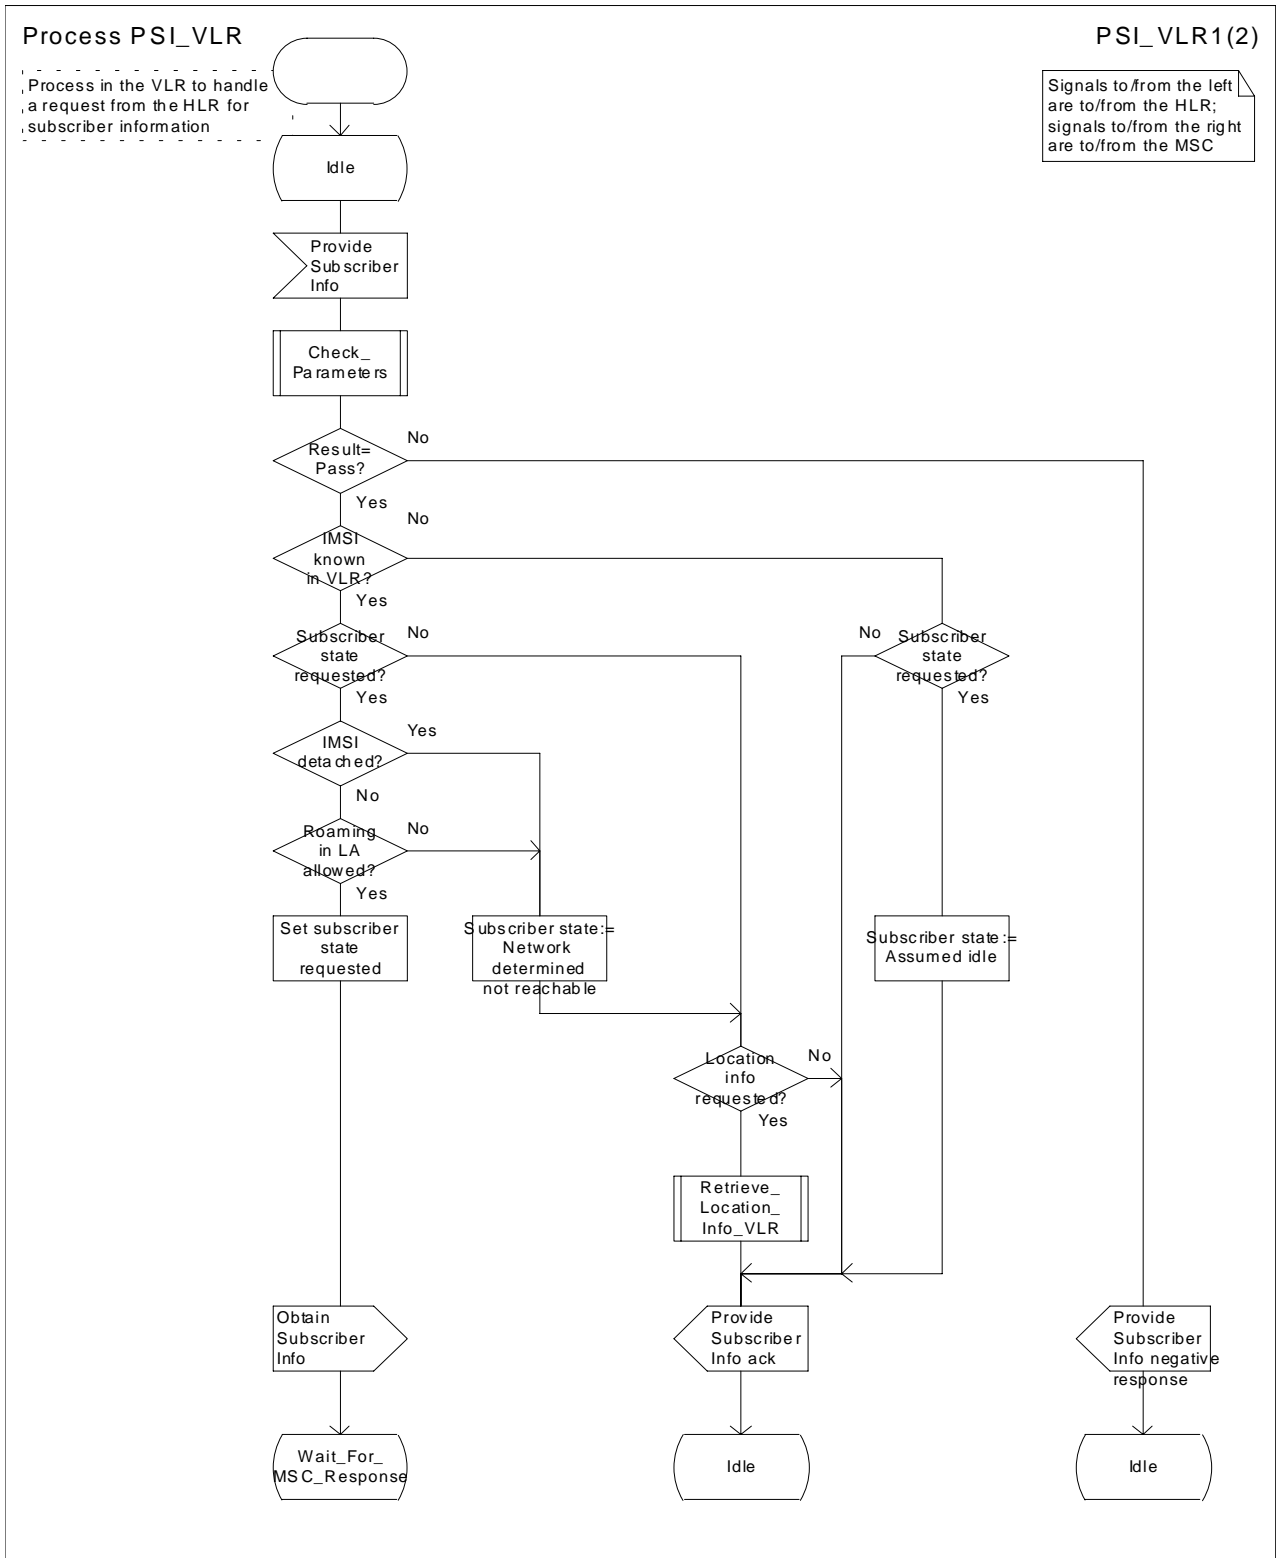 Process PSI_VLR
PSI_VLR1(2)
Process in the VLR to handle
a request from the HLR for
subscriber information
Signals to/from the left
are to/from the HLR;
signals to/from the right
are to/from the MSC
Idle
Provide
Subscriber
Info
Check_
Parameters
Result=
Pass?
No
Yes
IMSI
known
in VLR?
No
Yes
Subscriber
state
requested?
No
Yes
No
Subscriber
state
requested?
Yes
IMSI
detached?
Yes
No
Roaming
in LA
allowed?
No
Yes
Set subscriber
state
requested
Subscriber state:=
Network
determined
not reachable
Subscriber state:=
Assumed idle
Location
info
requested?
No
Yes
Retrieve_
Location_
Info_VLR
Obtain
Subscriber
Info
Provide
Subscriber
Info ack
Provide
Subscriber
Info negative
response
Wait_For_
MSC_Response
Idle
Idle